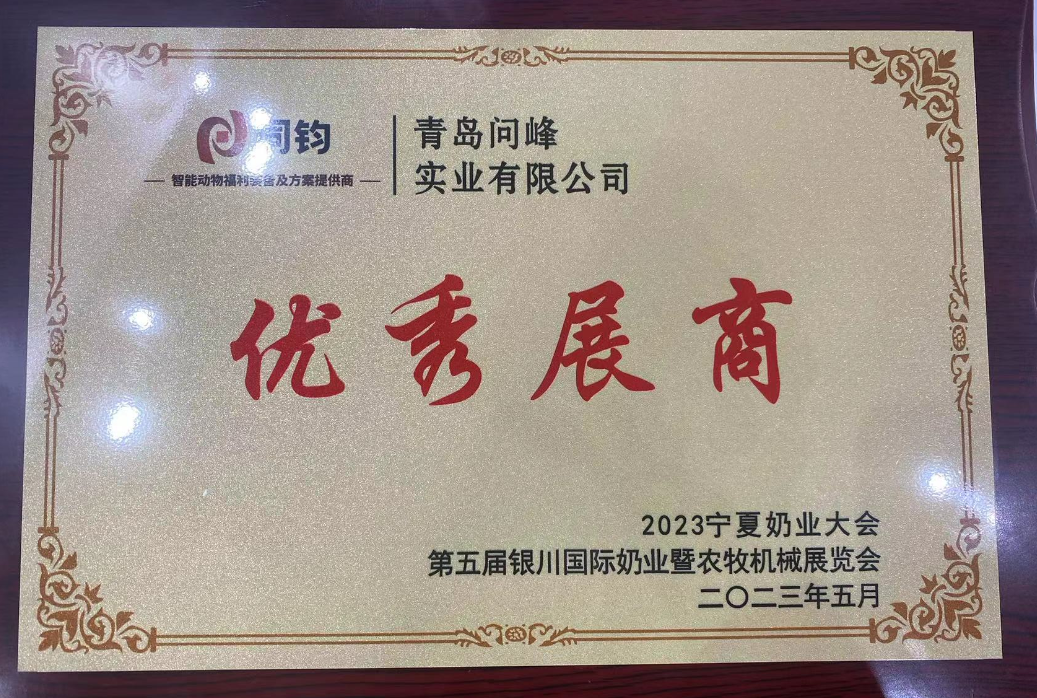 钧
智能动物福利装备及方案提供商
青岛问峰
实业有限公司
优秀展商
2023宁夏奶业大会
第五届银川国际奶业暨农牧机械展览会
二〇二三年五月